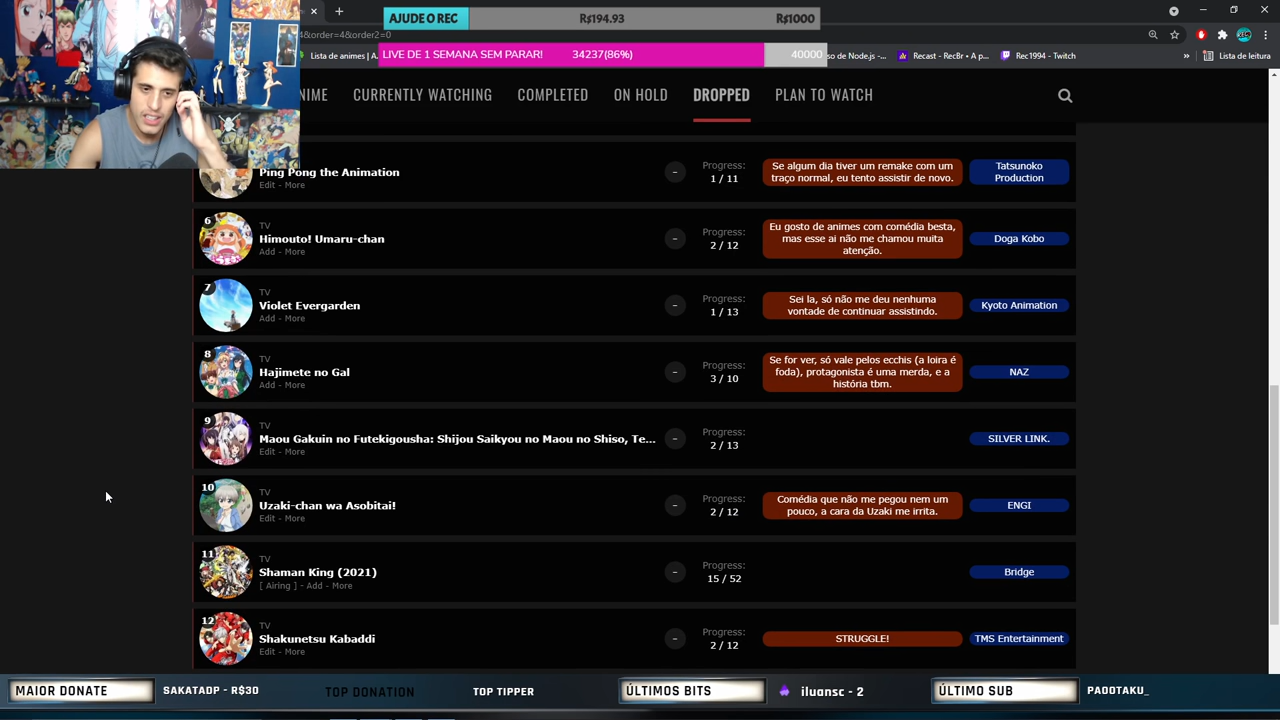 AJUDE O REC
R$194.93
R$1000
4&order2=0
LIVE DE 1 SEMANA SEM PARAR!
34237(86%)
40000
Lista de animes | A
so de Node.js -...
Recast - Rec8r • A p...
Rec1994 - Twitch
»
Lista de leitura
NIME
CURRENTLY WATCHING
COMPLETED
ON HOLD
DROPPED
PLAN TO WATCH
Ping Pong the Animation
Edit - More
-
Progress:
1 / 11
Se algum dia tiver um remake com um
traço normal, eu tento assistir de novo.
Tatsunoko
Production
6
TV
Himouto! Umaru-chan
Add - More
-
Progress:
2 / 12
Eu gosto de animes com comédia besta,
mas esse ai não me chamou muita
atenção.
Doga Kobo
7
TV
Violet Evergarden
Add - More
-
Progress:
1 / 13
Sei la, só não me deu nenhuma
vontade de continuar assistindo.
Kyoto Animation
8
TV
Hajimete no Gal
Add - More
-
Progress:
3 / 10
Se for ver, só vale pelos ecchis (a loira é
foda), protagonista é uma merda, e a
história tbm.
NAZ
9
TV
Maou Gakuin no Futekigousha: Shijou Saikyou no Maou no Shiso, Te...
Edit - More
-
Progress:
2 / 13
SILVER LINK.
10
TV
Uzaki-chan wa Asobitai!
Edit - More
-
Progress:
2 / 12
Comédia que não me pegou nem um
pouco, a cara da Uzaki me irrita.
ENGI
11
TV
Shaman King (2021)
[ Airing ] - Add - More
-
Progress:
15 / 52
Bridge
12
TV
Shakunetsu Kabaddi
Edit - More
-
Progress:
2 / 12
STRUGGLE!
TMS Entertainment
MAIOR DONATE
SAKATADP - R$30
TOP DONATION
TOP TIPPER
ÚLTIMOS BITS
iluansc - 2
ÚLTIMO SUB
PAOOTAKU_